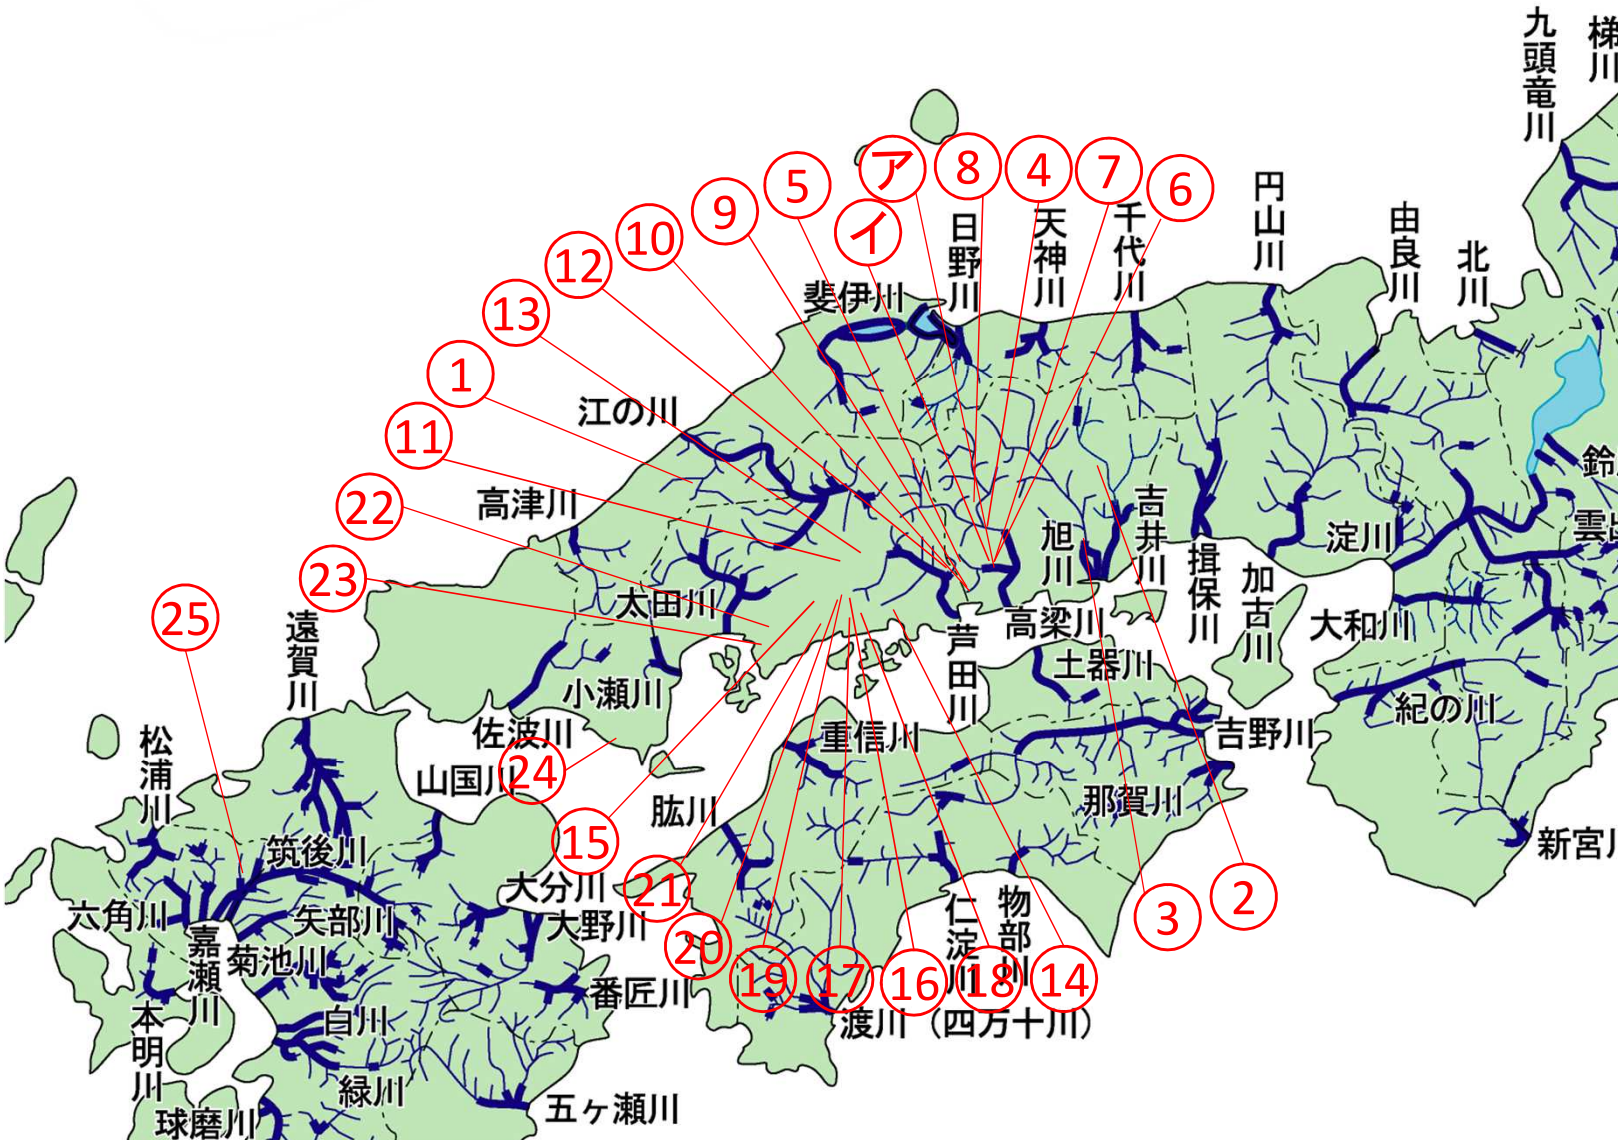 九頭竜川
梯川
ア
⑧
④
⑦
⑥
⑤
⑨
イ
⑩
⑫
⑬
①
⑪
㉒
㉓
㉕
円山川
由良川
北川
日野川
天神川
千代川
斐伊川
江の川
高津川
鈴
雲出
吉井川
旭川
淀川
揖保川
加古川
大和川
太田川
高梁川
芦田川
土器川
遠賀川
小瀬川
佐波川
紀の川
重信川
吉野川
松浦川
山国川
㉔
肱川
那賀川
⑮
新宮川
筑後川
大分川
㉑
②
③
六角川
矢部川
大野川
仁淀川
物部川
嘉瀬川
菊池川
⑳
⑲
⑰
⑯
⑱
⑭
番匠川
本明川
白川
渡川（四万十川）
緑川
球磨川
五ヶ瀬川